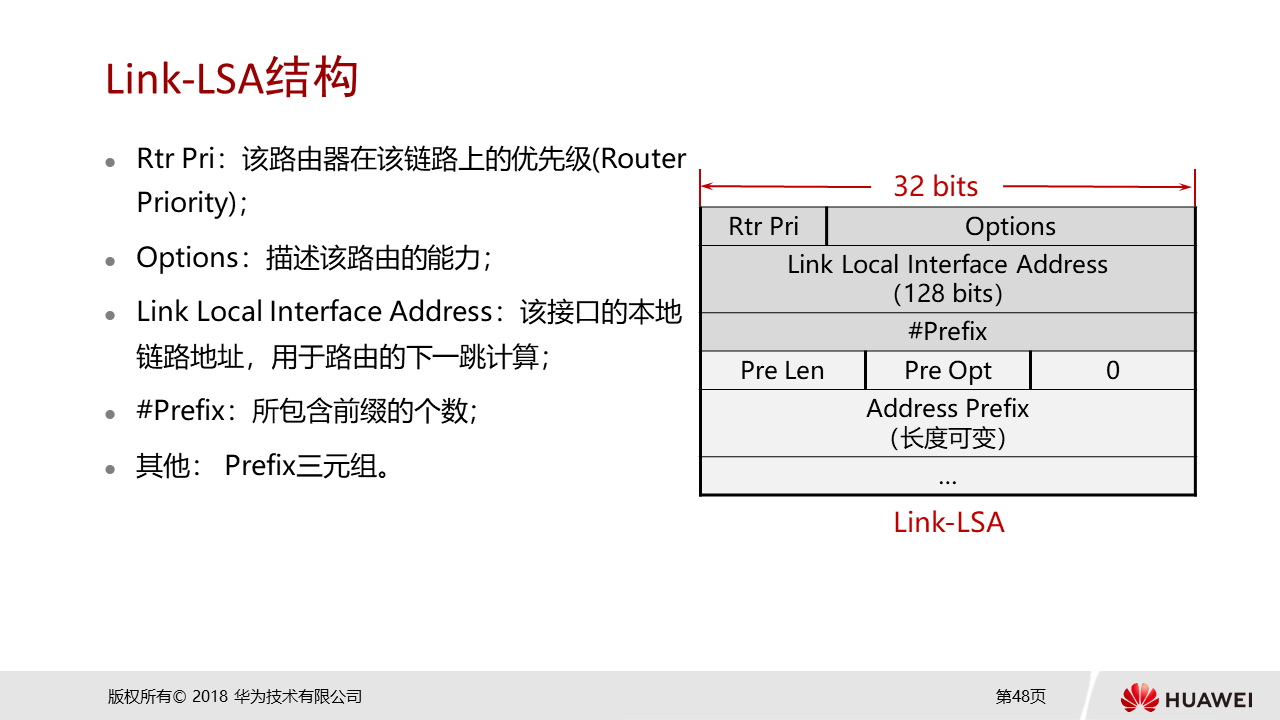 Link-LSA结构
Rtr Pri：该路由器在该链路上的优先级(Router
Priority)；
Options：描述该路由的能力；
Link Local Interface Address：该接口的本地
链路地址，用于路由的下一跳计算；
#Prefix：所包含前缀的个数；
其他： Prefix三元组。
32 bits
Rtr Pri Options
Link Local Interface Address
（128 bits）
#Prefix
Pre Len Pre Opt 0
Address Prefix
（长度可变）
...
Link-LSA
版权所有© 2018 华为技术有限公司
第48页
HUAWEI